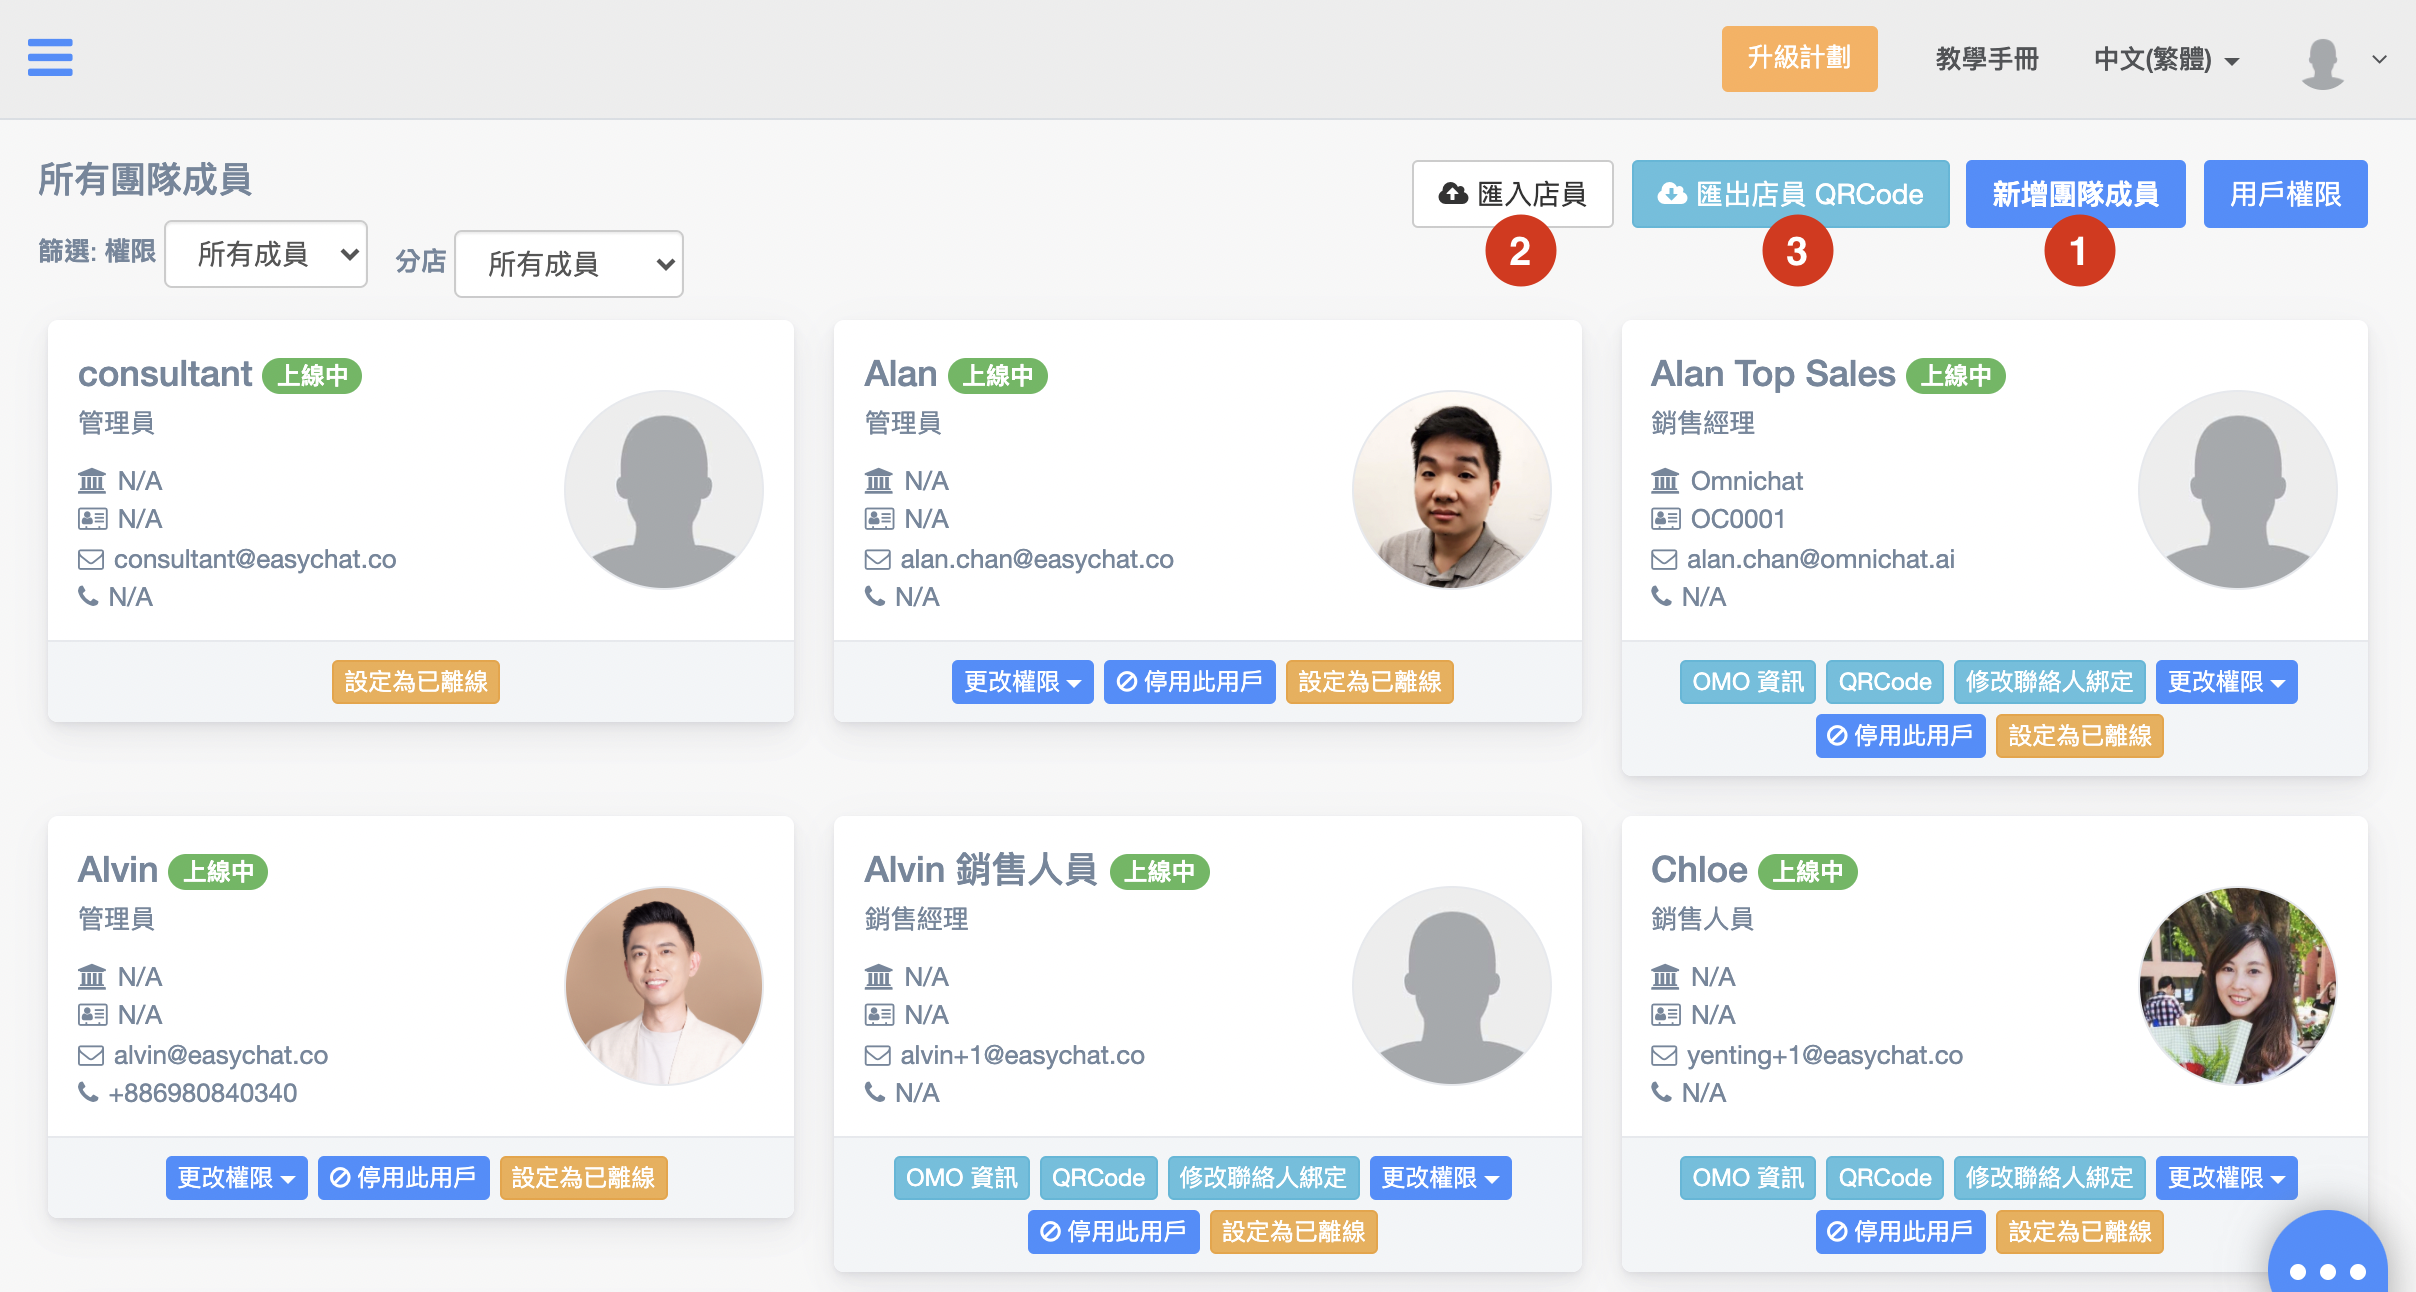 升級計劃 教學手冊 中文(繁體)
所有團隊成員
匯入店員 匯出店員 QRCode 新增團隊成員 用戶權限
篩選: 權限 所有成員 分店 所有成員
2 3 1
consultant 上線中
管理員
N/A
N/A
consultant@easychat.co
N/A
設定為已離線
Alan 上線中
管理員
N/A
N/A
alan.chan@easychat.co
N/A
更改權限 停用此用戶 設定為已離線
Alan Top Sales 上線中
銷售經理
Omnichat
OC0001
alan.chan@omnichat.ai
N/A
OMO 資訊 QRCode 修改聯絡人綁定 更改權限
停用此用戶 設定為已離線
Alvin 上線中
管理員
N/A
N/A
alvin@easychat.co
+886980840340
更改權限 停用此用戶 設定為已離線
Alvin 銷售人員 上線中
銷售經理
N/A
N/A
alvin+1@easychat.co
N/A
OMO 資訊 QRCode 修改聯絡人綁定 更改權限
停用此用戶 設定為已離線
Chloe 上線中
銷售人員
N/A
N/A
yenting+1@easychat.co
N/A
OMO 資訊 QRCode 修改聯絡人綁定 更改權限
停用此用戶 設定為已離線